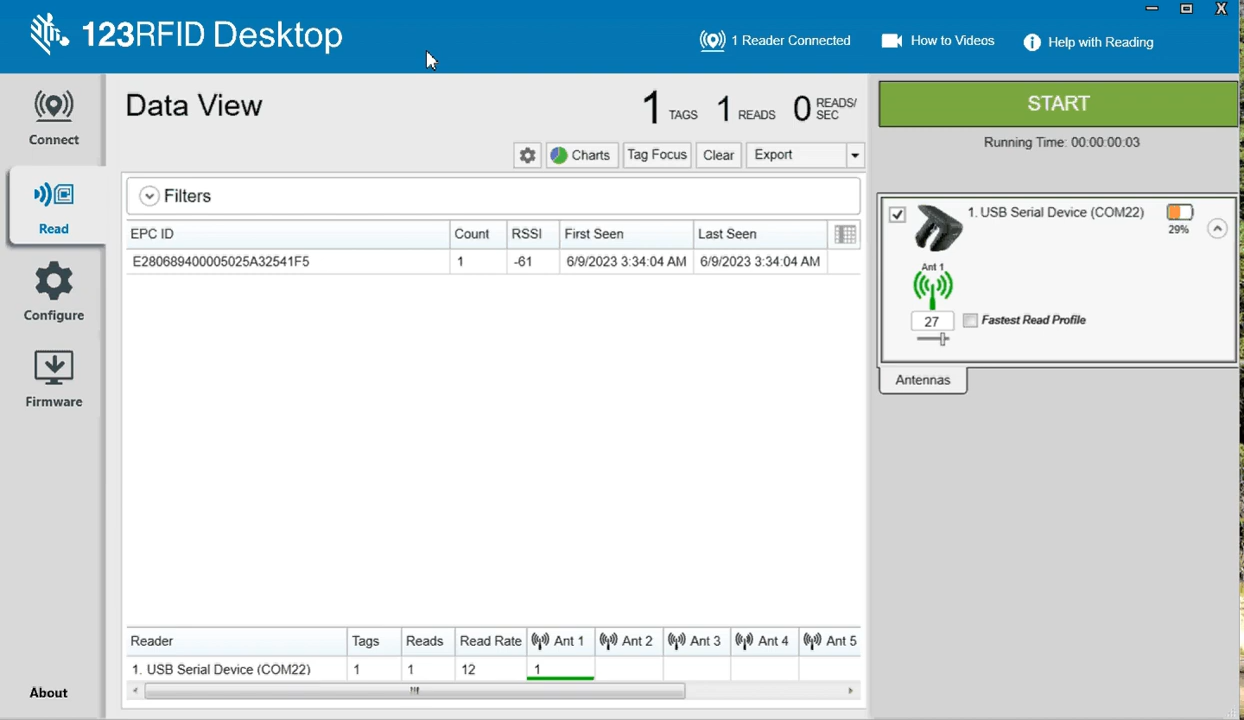 123RFID Desktop
1 Reader Connected
How to Videos
Help with Reading
Connect
Read
Configure
Firmware
About
Data View
1 TAGS 1 READS 0 READS/SEC
Charts
Tag Focus
Clear
Export
Filters
EPC ID Count RSSI First Seen Last Seen
E280689400005025A32541F5 1 -61 6/9/2023 3:34:04 AM 6/9/2023 3:34:04 AM
Reader Tags Reads Read Rate Ant 1 Ant 2 Ant 3 Ant 4 Ant 5
1. USB Serial Device (COM22) 1 1 12 1
START
Running Time: 00:00:00:03
1. USB Serial Device (COM22)
29%
Ant 1
27
Fastest Read Profile
Antennas